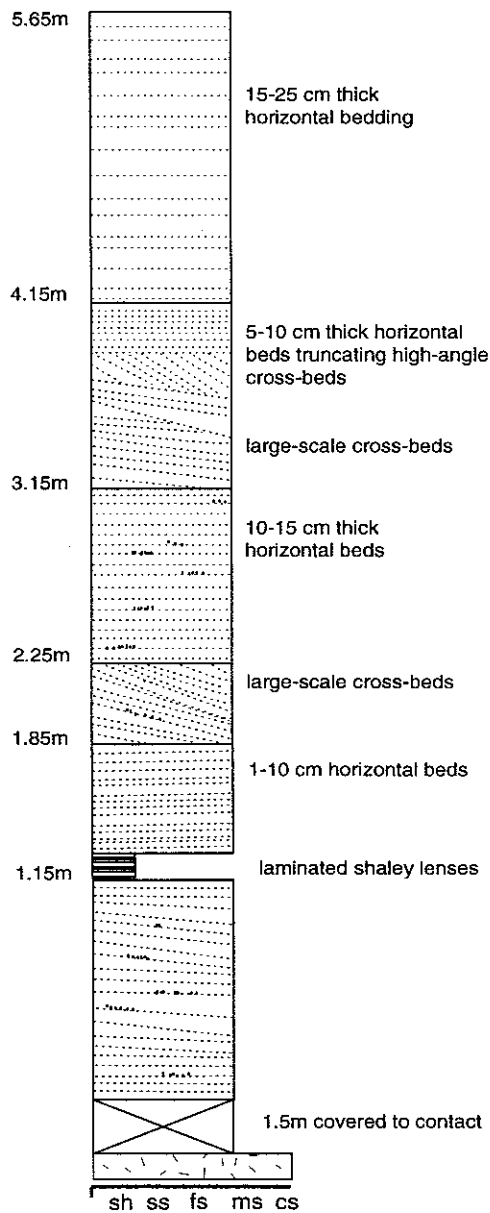 5.65m
15-25 cm thick
horizontal bedding
4.15m
5-10 cm thick horizontal
beds truncating high-angle
cross-beds
large-scale cross-beds
3.15m
10-15 cm thick
horizontal beds
2.25m
large-scale cross-beds
1.85m
1-10 cm horizontal beds
laminated shaley lenses
1.15m
1.5m covered to contact
sh ss fs ms cs